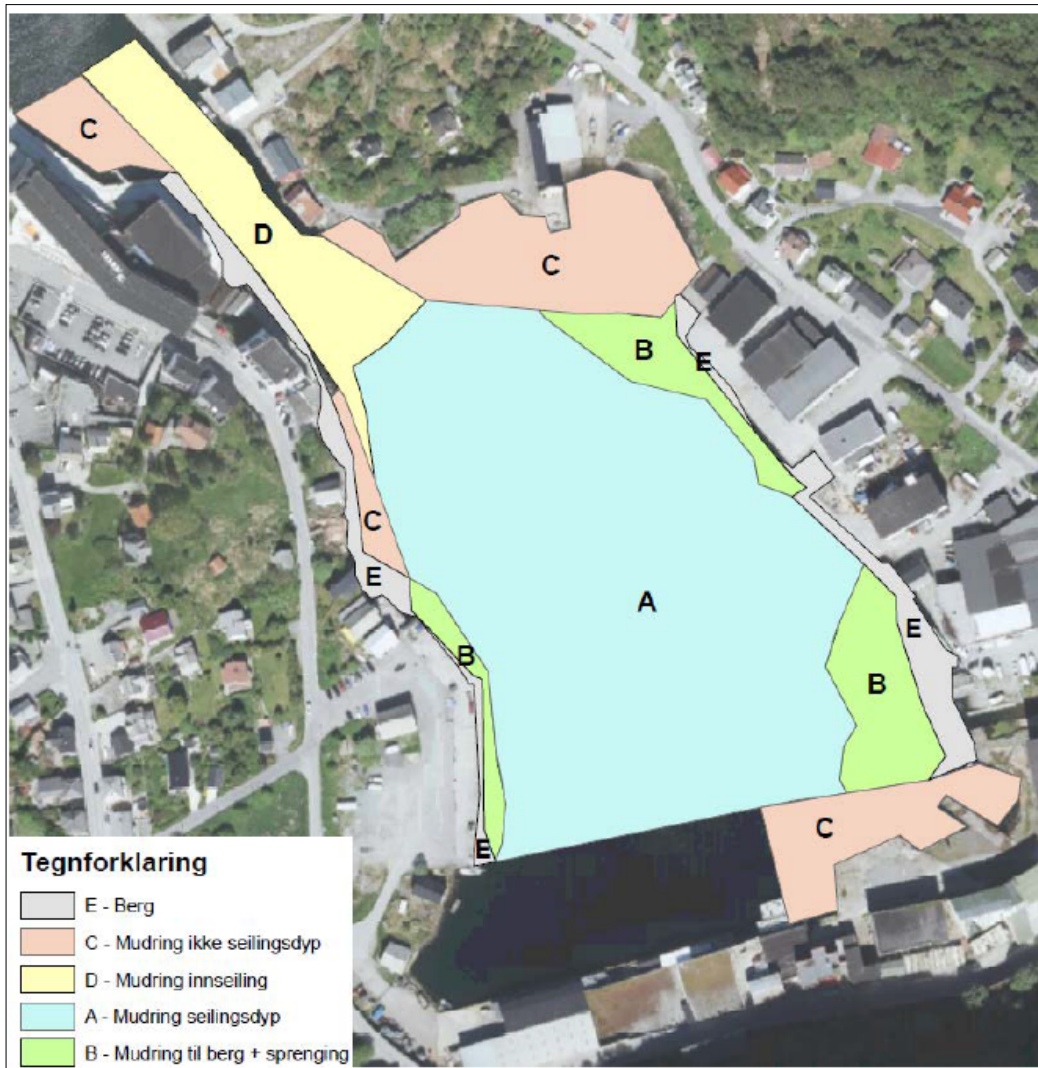 C
D
C
B
E
C
A
E
E
B
B
C
E
Tegnforklaring
E - Berg
C - Mudring ikke seilingsdyp
D - Mudring innseiling
A - Mudring seilingsdyp
B - Mudring til berg + sprenging